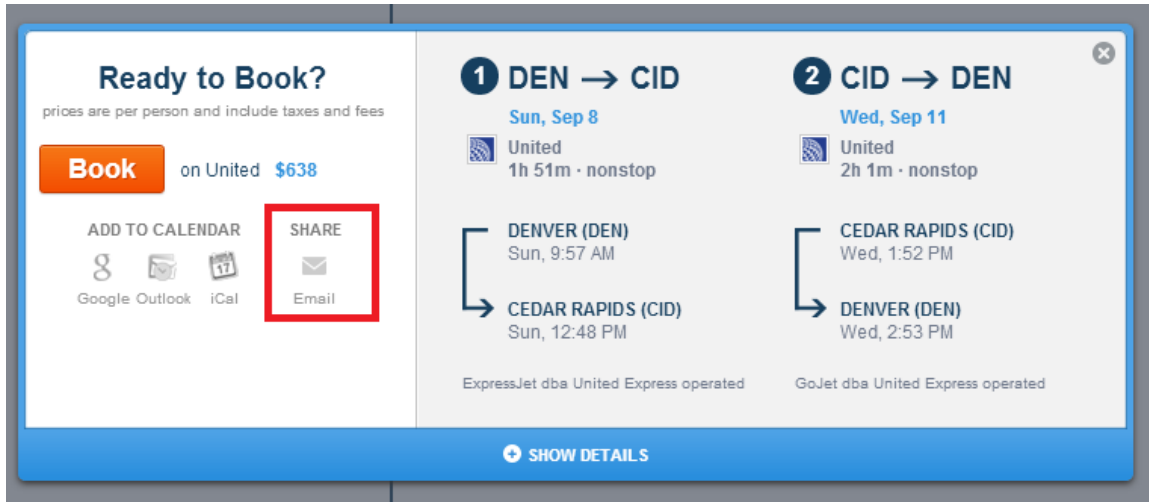 Ready to Book?
prices are per person and include taxes and fees
Book on United $638
ADD TO CALENDAR
17
Google Outlook iCal
SHARE
Email
1 DEN → CID
Sun, Sep 8
United
1h 51m · nonstop
DENVER (DEN)
Sun, 9:57 AM
CEDAR RAPIDS (CID)
Sun, 12:48 PM
ExpressJet dba United Express operated
2 CID → DEN
Wed, Sep 11
United
2h 1m · nonstop
CEDAR RAPIDS (CID)
Wed, 1:52 PM
DENVER (DEN)
Wed, 2:53 PM
GoJet dba United Express operated
SHOW DETAILS